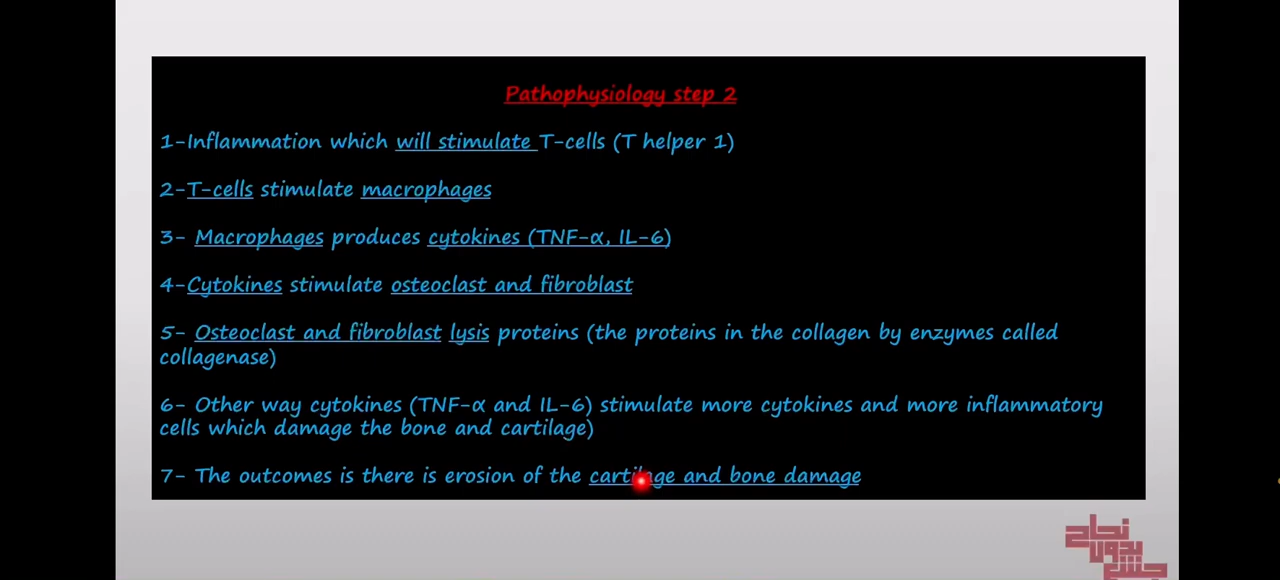 Pathophysiology step 2
1-Inflammation which will stimulate T-cells (T helper 1)
2-T-cells stimulate macrophages
3- Macrophages produces cytokines (TNF-α, IL-6)
4-Cytokines stimulate osteoclast and fibroblast
5- Osteoclast and fibroblast lysis proteins (the proteins in the collagen by enzymes called
collagenase)
6- Other way cytokines (TNF-α and IL-6) stimulate more cytokines and more inflammatory
cells which damage the bone and cartilage)
7- The outcomes is there is erosion of the cartilage and bone damage
نجاح
بدون